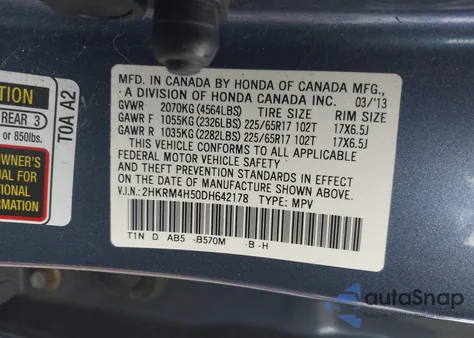 TION
REAR 3
or 850lbs.
OWNER'S
UAL FOR
TIONAL
MATION
TOA A2
MFD. IN CANADA BY HONDA OF CANADA MFG.,
A DIVISION OF HONDA CANADA INC. 03/'13
GVWR 2070KG (4564LBS) TIRE SIZE RIM SIZE
GAWR F 1055KG (2326LBS) 225/65R17 102T 17X6.5J
GAWR R 1035KG (2282LBS) 225/65R17 102T 17X6.5J
THIS VEHICLE CONFORMS TO ALL APPLICABLE
FEDERAL MOTOR VEHICLE SAFETY AND
THEFT PREVENTION STANDARDS IN EFFECT
ON THE DATE OF MANUFACTURE SHOWN ABOVE.
V.I.N.: 2HKRM4H50DH642178 TYPE: MPV
T1N D AB5 -B570M -B -H
autoSnap